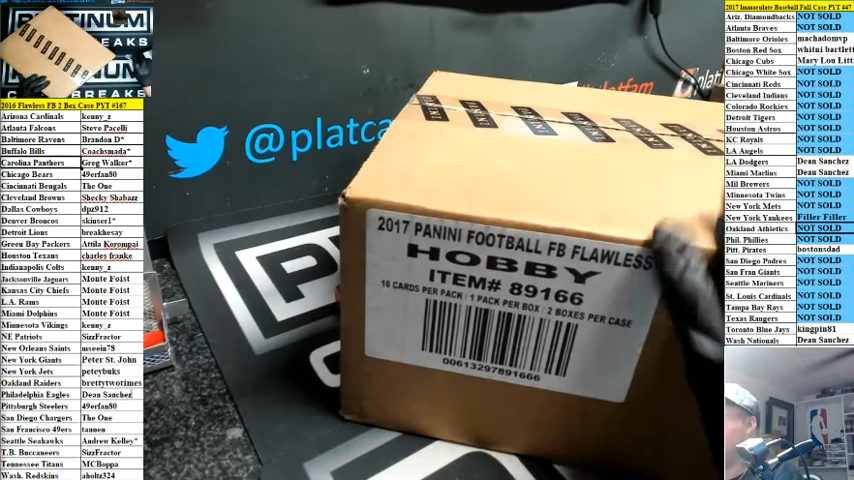 PLATINUM
BREAKS
2016 Flawless FB 2 Box Case PYT #167
Arizona Cardinals kenny_z
Atlanta Falcons Steve Pacelli
Baltimore Ravens Brandon D*
Buffalo Bills Coachsmada*
Carolina Panthers Greg Walker*
Chicago Bears 49erfan80
Cincinnati Bengals The One
Cleveland Browns Shecky Shabazz
Dallas Cowboys dpz912
Denver Broncos skinser1*
Detroit Lions breakhesay
Green Bay Packers Attila Korompai
Houston Texans charles franke
Indianapolis Colts kenny_z
Jacksonville Jaguars Monte Foist
Kansas City Chiefs Monte Foist
L.A. Rams Monte Foist
Miami Dolphins Monte Foist
Minnesota Vikings kenny_z
NE Patriots SizzFractor
New Orleans Saints mseein78
New York Giants Peter St. John
New York Jets peteybuks
Oakland Raiders brettytwotimes
Philadelphia Eagles Dean Sanchez
Pittsburgh Steelers 49erfan80
San Diego Chargers The One
San Francisco 49ers taunen
Seattle Seahawks Andrew Kelley*
T.B. Buccaneers SizzFractor
Tennessee Titans MCBoppa
Wash. Redskins aholtz324
@platca
platfam
2017 PANINI FOOTBALL FB FLAWLESS
HOBBY
ITEM# 89166
10 CARDS PER PACK / 1 PACK PER BOX / 2 BOXES PER CASE
00613297891666
2017 Immaculate Baseball Full Case PYT #47
Ariz. Diamondbacks NOT SOLD
Atlanta Braves NOT SOLD
Baltimore Orioles machadomvp
Boston Red Sox whitni bartlett
Chicago Cubs Mary Lou Litt
Chicago White Sox NOT SOLD
Cincinnati Reds NOT SOLD
Cleveland Indians NOT SOLD
Colorado Rockies NOT SOLD
Detroit Tigers NOT SOLD
Houston Astros NOT SOLD
KC Royals NOT SOLD
LA Angels NOT SOLD
LA Dodgers Dean Sanchez
Miami Marlins Dean Sanchez
Mil Brewers NOT SOLD
Minnesota Twins NOT SOLD
New York Mets NOT SOLD
New York Yankees Filler Filler
Oakland Athletics NOT SOLD
Phil. Phillies NOT SOLD
Pitt. Pirates bostonsdad
San Diego Padres NOT SOLD
San Fran Giants NOT SOLD
Seattle Mariners NOT SOLD
St. Louis Cardinals NOT SOLD
Tampa Bay Rays NOT SOLD
Texas Rangers NOT SOLD
Toronto Blue Jays kingpin81
Wash Nationals Dean Sanchez